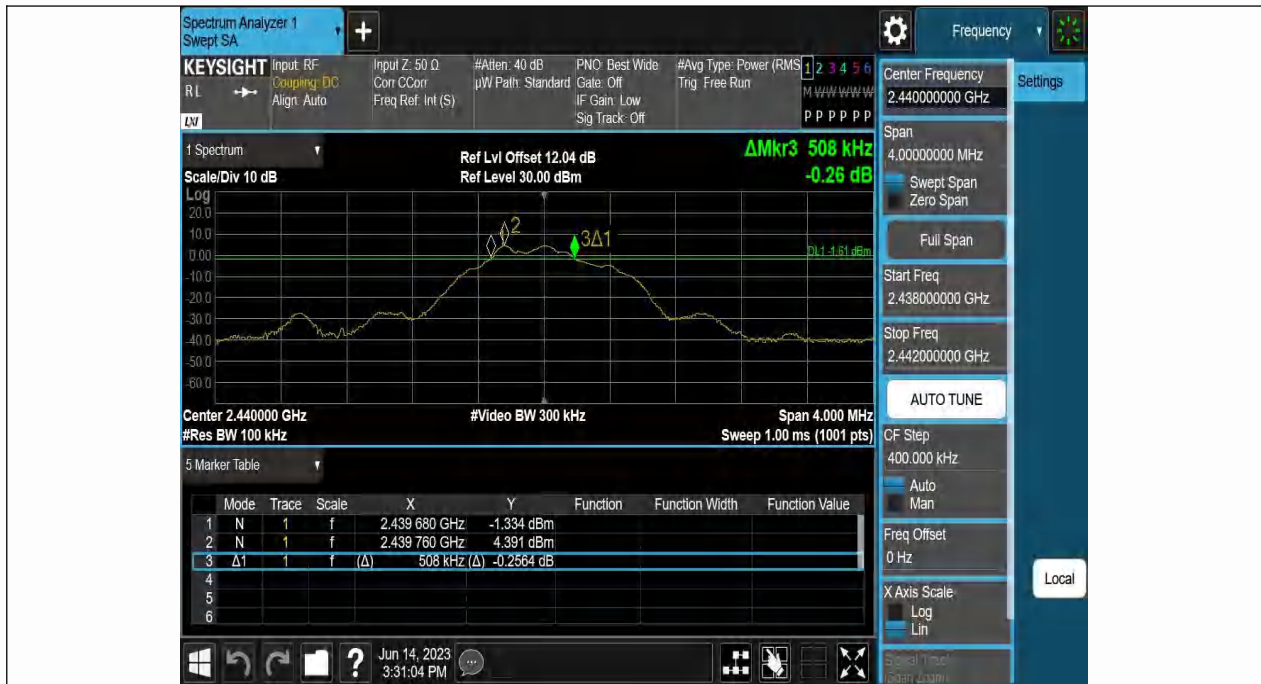 Spectrum Analyzer 1
Swept SA
+
Frequency
KEYSIGHT
RL
LXI
Input: RF
Coupling: DC
Align: Auto
Input Z: 50 Ω
Corr CCorr
Freq Ref: Int (S)
#Atten: 40 dB
µW Path: Standard
PNO: Best Wide
Gate: Off
IF Gain: Low
Sig Track: Off
#Avg Type: Power (RMS
Trig: Free Run
1 2 3 4 5 6
M W W W W W
P P P P P P
1 Spectrum
Scale/Div 10 dB
Ref Lvl Offset 12.04 dB
Ref Level 30.00 dBm
ΔMkr3 508 kHz
-0.26 dB
Log
20.0
10.0
0.00
-10.0
-20.0
-30.0
-40.0
-50.0
-60.0
2
3Δ1
DL1 -1.61 dBm
Center 2.440000 GHz
#Video BW 300 kHz
Span 4.000 MHz
#Res BW 100 kHz
Sweep 1.00 ms (1001 pts)
5 Marker Table
Mode Trace Scale X Y Function Function Width Function Value
1 N 1 f 2.439 680 GHz -1.334 dBm
2 N 1 f 2.439 760 GHz 4.391 dBm
3 Δ1 1 f (Δ) 508 kHz (Δ) -0.2564 dB
4
5
6
Jun 14, 2023
3:31:04 PM
Center Frequency
2.440000000 GHz
Settings
Span
4.00000000 MHz
Swept Span
Zero Span
Full Span
Start Freq
2.438000000 GHz
Stop Freq
2.442000000 GHz
AUTO TUNE
CF Step
400.000 kHz
Auto
Man
Freq Offset
0 Hz
X Axis Scale
Log
Lin
Local